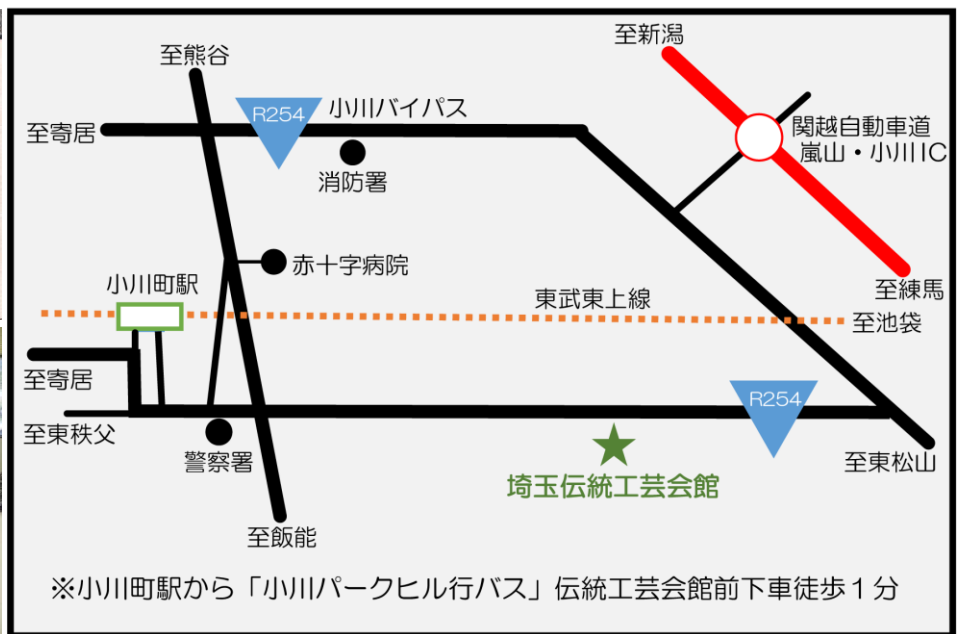 至新潟
至熊谷
R254
小川バイパス
至寄居
関越自動車道
嵐山・小川IC
消防署
赤十字病院
小川町駅
至練馬
東武東上線
至池袋
至寄居
R254
至東秩父
警察署
至東松山
埼玉伝統工芸会館
至飯能
※小川町駅から「小川パークヒル行バス」伝統工芸会館前下車徒歩１分